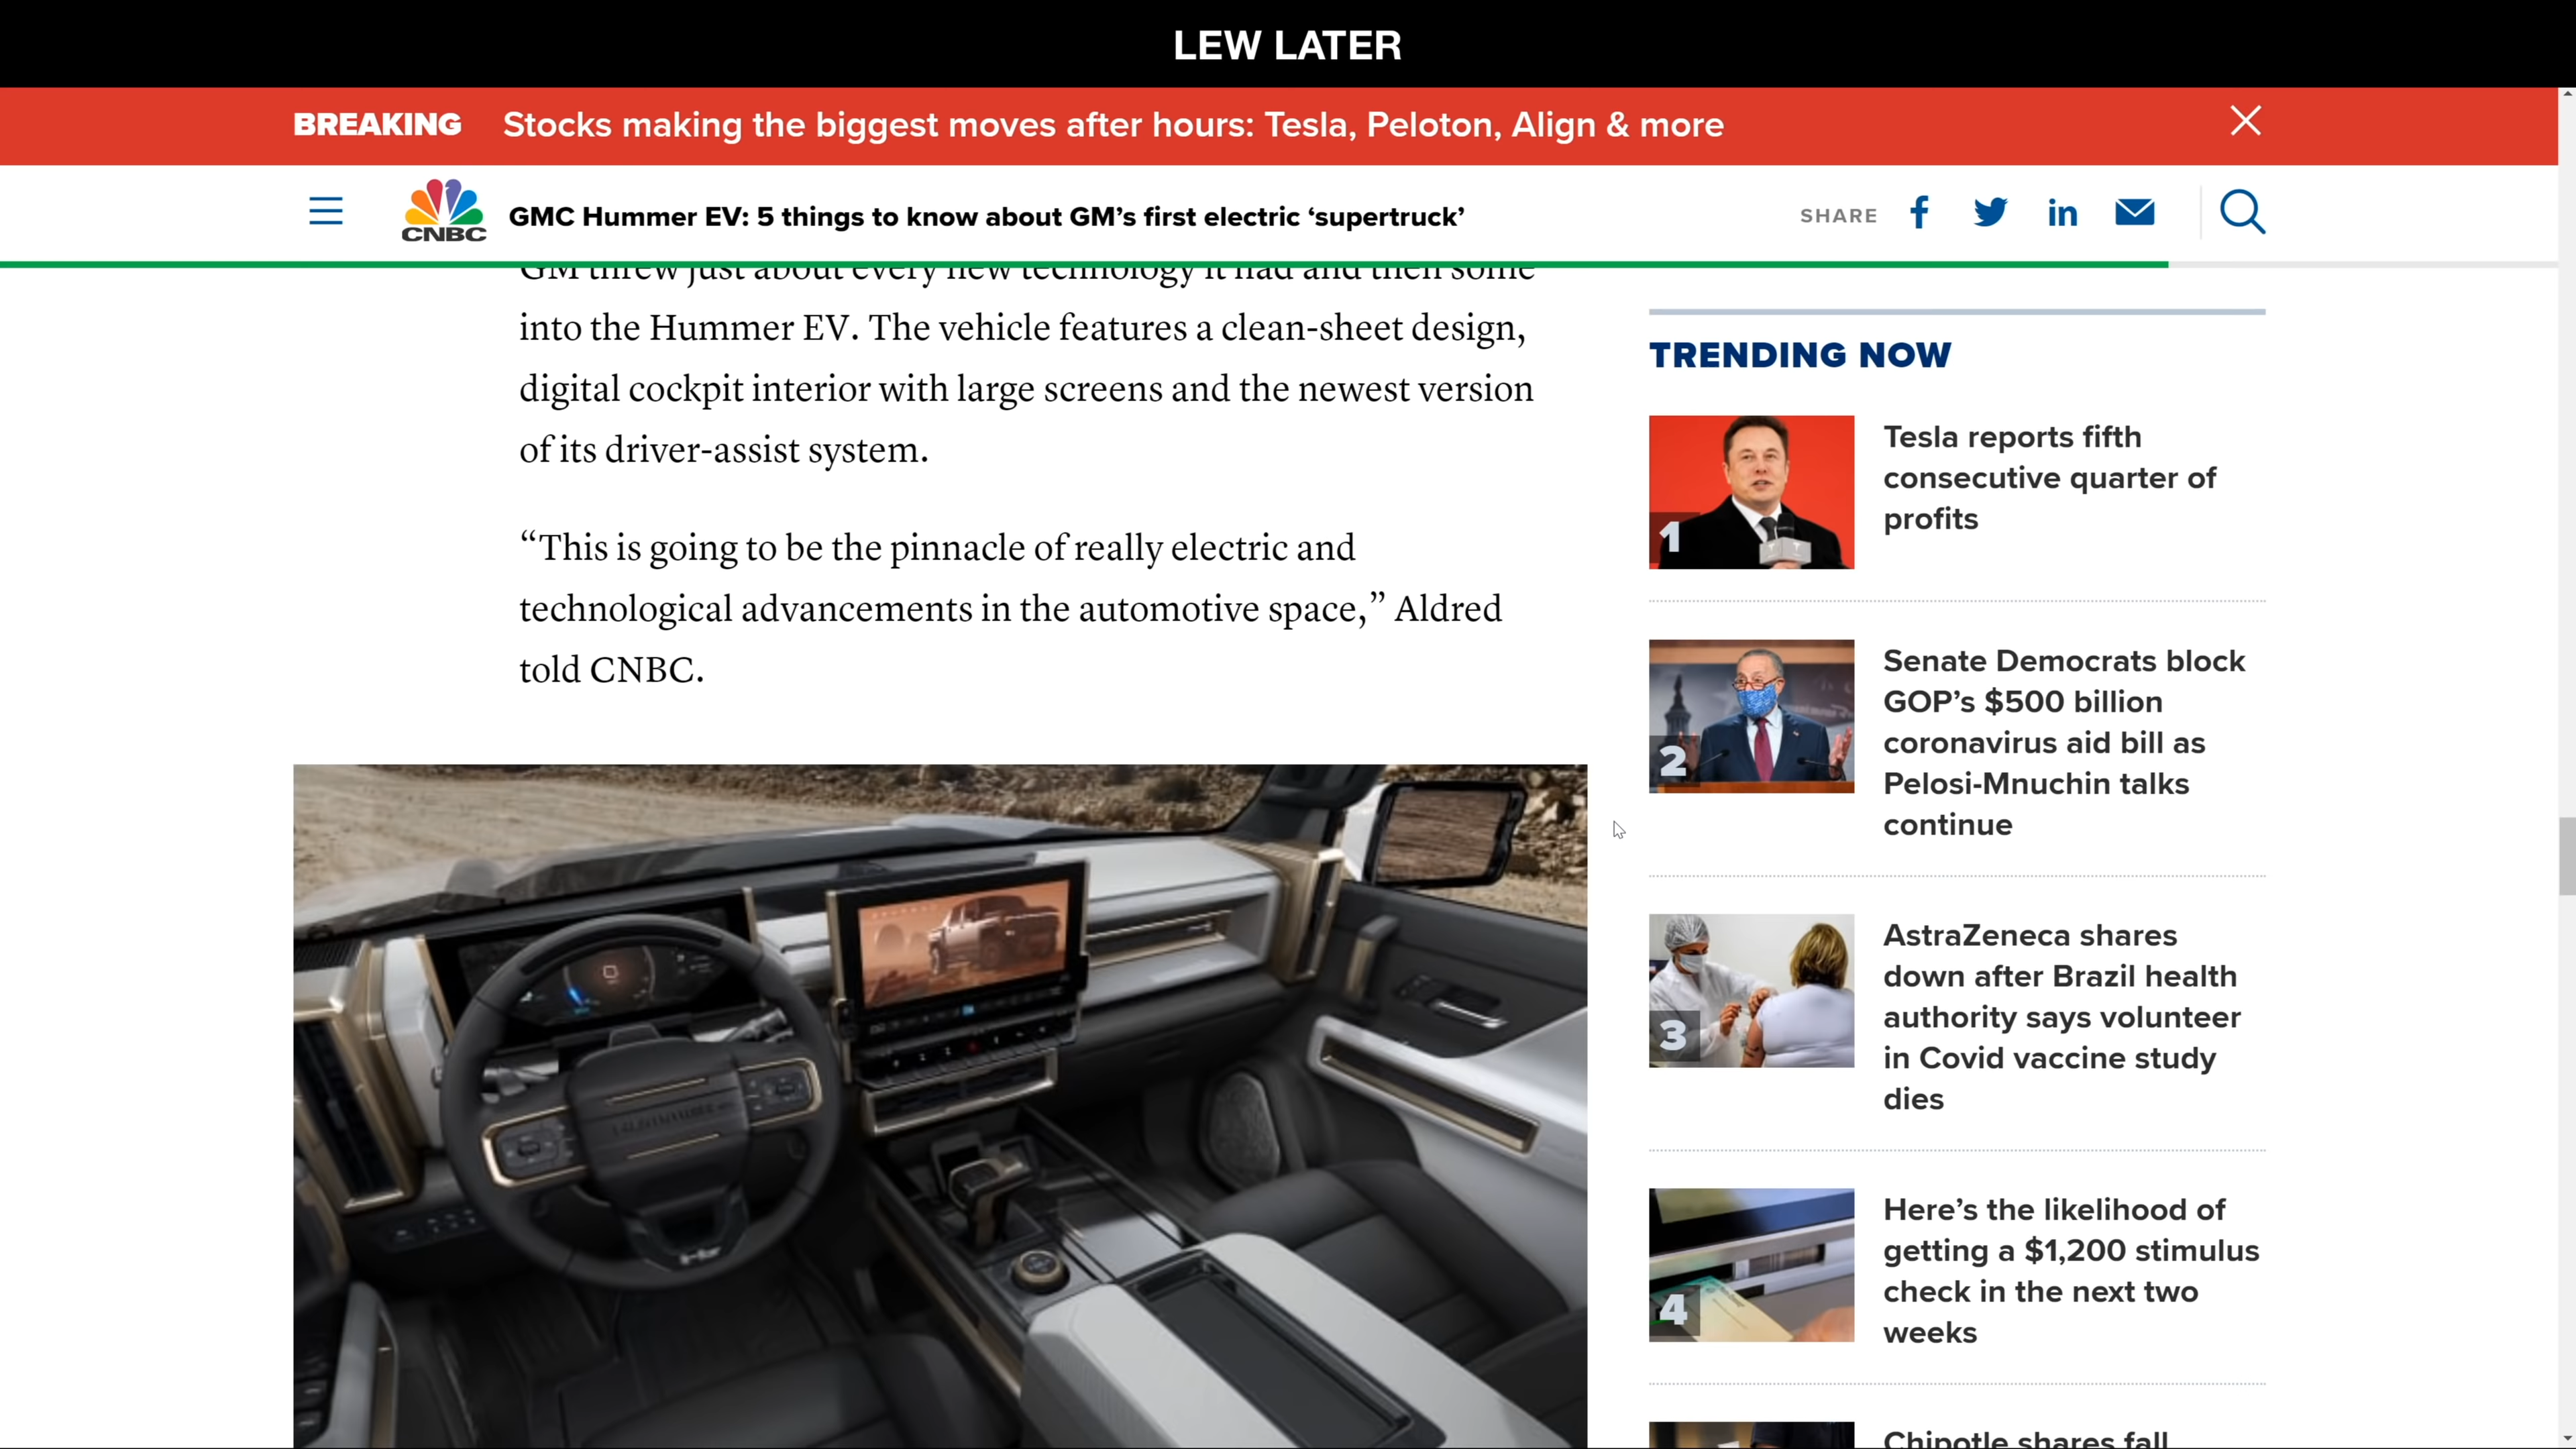 LEW LATER
BREAKING Stocks making the biggest moves after hours: Tesla, Peloton, Align & more
CNBC
GMC Hummer EV: 5 things to know about GM’s first electric ‘supertruck’
SHARE
GM threw just about every new technology it had and then some
into the Hummer EV. The vehicle features a clean-sheet design,
digital cockpit interior with large screens and the newest version
of its driver-assist system.
“This is going to be the pinnacle of really electric and
technological advancements in the automotive space,” Aldred
told CNBC.
TRENDING NOW
1
Tesla reports fifth
consecutive quarter of
profits
2
Senate Democrats block
GOP’s $500 billion
coronavirus aid bill as
Pelosi-Mnuchin talks
continue
3
AstraZeneca shares
down after Brazil health
authority says volunteer
in Covid vaccine study
dies
4
Here’s the likelihood of
getting a $1,200 stimulus
check in the next two
weeks
Chipotle shares fall